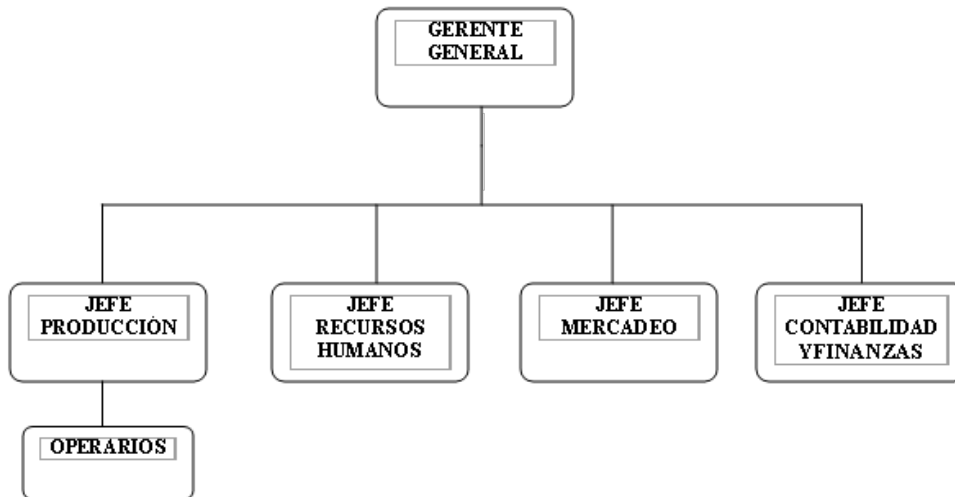 GERENTE
GENERAL
JEFE
PRODUCCIÓN
JEFE
RECURSOS
HUMANOS
JEFE
MERCADEO
JEFE
CONTABILIDAD
YFINANZAS
OPERARIOS